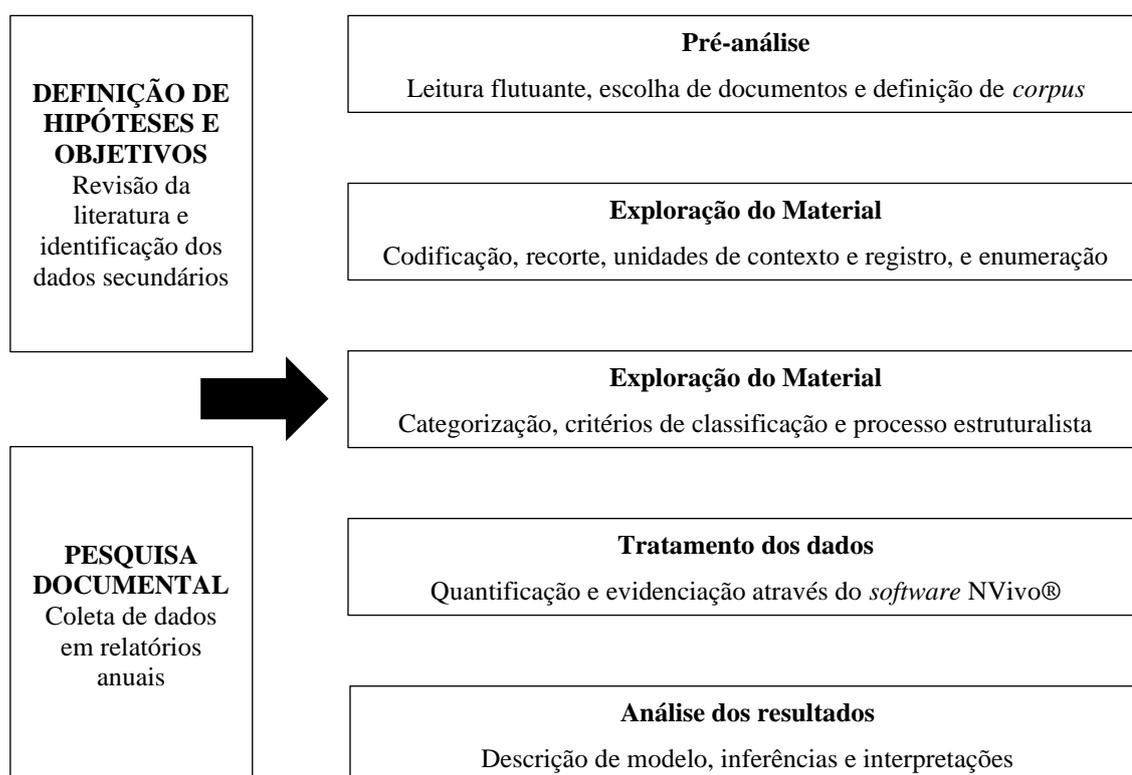 DEFINIÇÃO DE
HIPÓTESES E
OBJETIVOS
Revisão da
literatura e
identificação dos
dados secundários
PESQUISA
DOCUMENTAL
Coleta de dados
em relatórios
anuais
Pré-análise
Leitura flutuante, escolha de documentos e definição de corpus
Exploração do Material
Codificação, recorte, unidades de contexto e registro, e enumeração
Exploração do Material
Categorização, critérios de classificação e processo estruturalista
Tratamento dos dados
Quantificação e evidenciação através do software NVivo®
Análise dos resultados
Descrição de modelo, inferências e interpretações